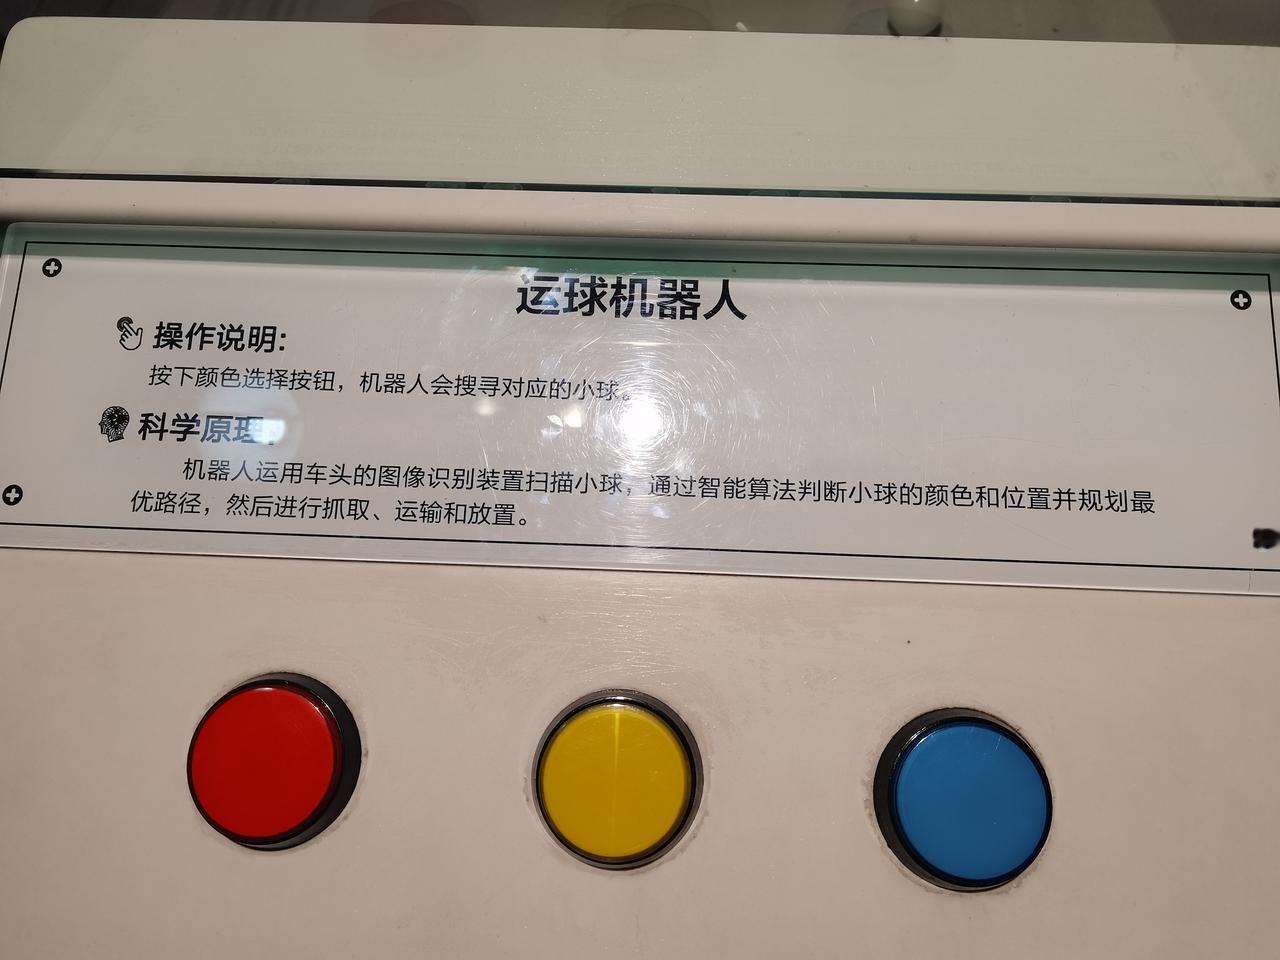 运球机器人
操作说明:
按下颜色选择按钮，机器人会搜寻对应的小球。
科学原理:
机器人运用车头的图像识别装置扫描小球，通过智能算法判断小球的颜色和位置并规划最
优路径，然后进行抓取、运输和放置。